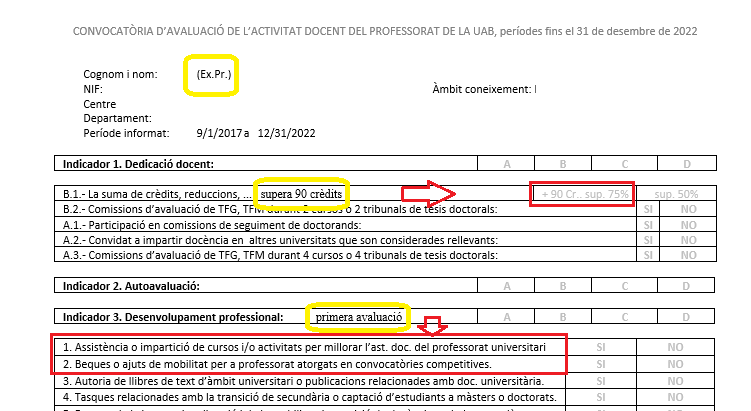 CONVOCATÒRIA D'AVALUACIÓ DE L'ACTIVITAT DOCENT DEL PROFESSORAT DE LA UAB, períodes fins el 31 de desembre de 2022
Cognom i nom: (Ex.Pr.)
NIF: Àmbit coneixement:
Centre
Departament:
Període informat: 9/1/2017 a 12/31/2022
Indicador 1. Dedicació docent: A B C D
B.1.- La suma de crèdits, reduccions, ... supera 90 crèdits + 90 Cr.. sup. 75% sup. 50%
B.2.- Comissions d'avaluació de TFG, TFM durant 2 cursos o 2 tribunals de tesis doctorals: SI NO
A.1.- Participació en comissions de seguiment de doctorands: SI NO
A.2.- Convidat a impartir docència en altres universitats que son considerades rellevants: SI NO
A.3.- Comissions d'avaluació de TFG, TFM durant 4 cursos o 4 tribunals de tesis doctorals: SI NO
Indicador 2. Autoavaluació: A B C D
Indicador 3. Desenvolupament professional: primera avaluació A B C D
1. Assistència o impartició de cursos i/o activitats per millorar l'ast. doc. del professorat universitari SI NO
2. Beques o ajuts de mobilitat per a professorat atorgats en convocatòries competitives. SI NO
3. Autoria de llibres de text d'àmbit universitari o publicacions relacionades amb doc. universitària. SI NO
4. Tasques relacionades amb la transició de secundària o captació d'estudiants a màsters o doctorats. SI NO